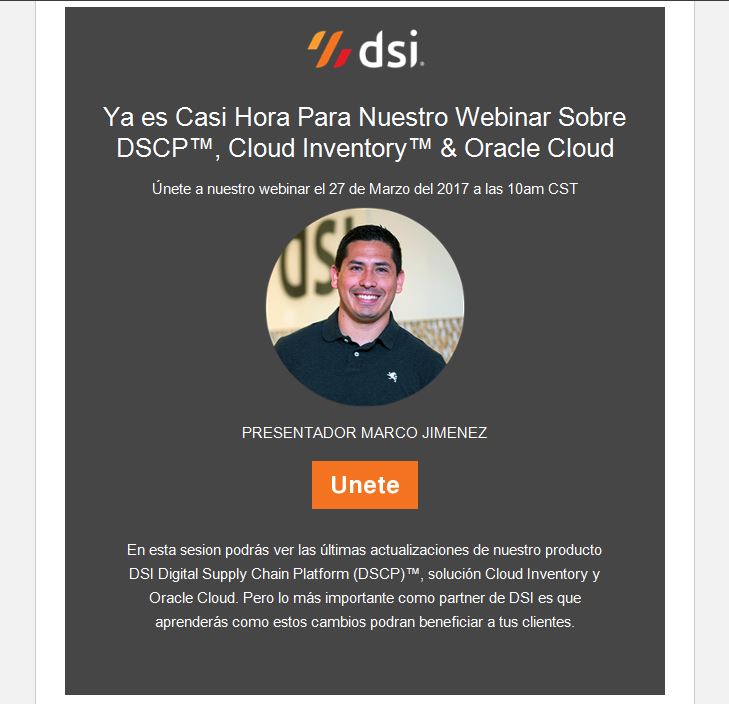 dsi
Ya es Casi Hora Para Nuestro Webinar Sobre
DSCP™, Cloud Inventory™ & Oracle Cloud
Únete a nuestro webinar el 27 de Marzo del 2017 a las 10am CST
dsi
PRESENTADOR MARCO JIMENEZ
Unete
En esta sesion podrás ver las últimas actualizaciones de nuestro producto
DSI Digital Supply Chain Platform (DSCP)™, solución Cloud Inventory y
Oracle Cloud. Pero lo más importante como partner de DSI es que
aprenderás como estos cambios podran beneficiar a tus clientes.